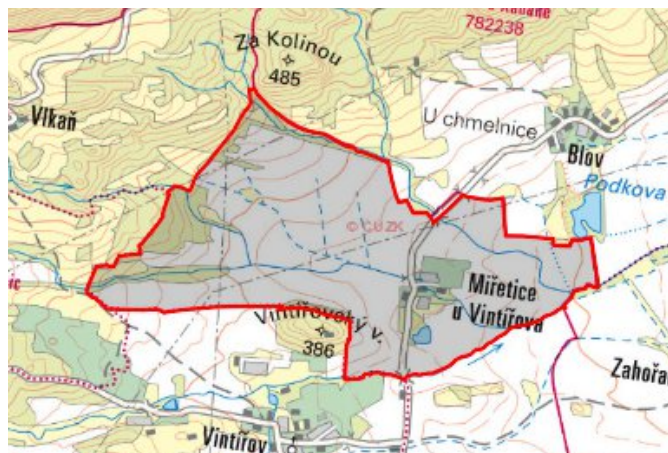 782238
Za Kolinou
485
Vlkaň
U chmelnice
Blov
Podkova
© ČÚZK
Miřetice
u Vintířova
Vintířovský v.
386
Zahořa
Vintířov